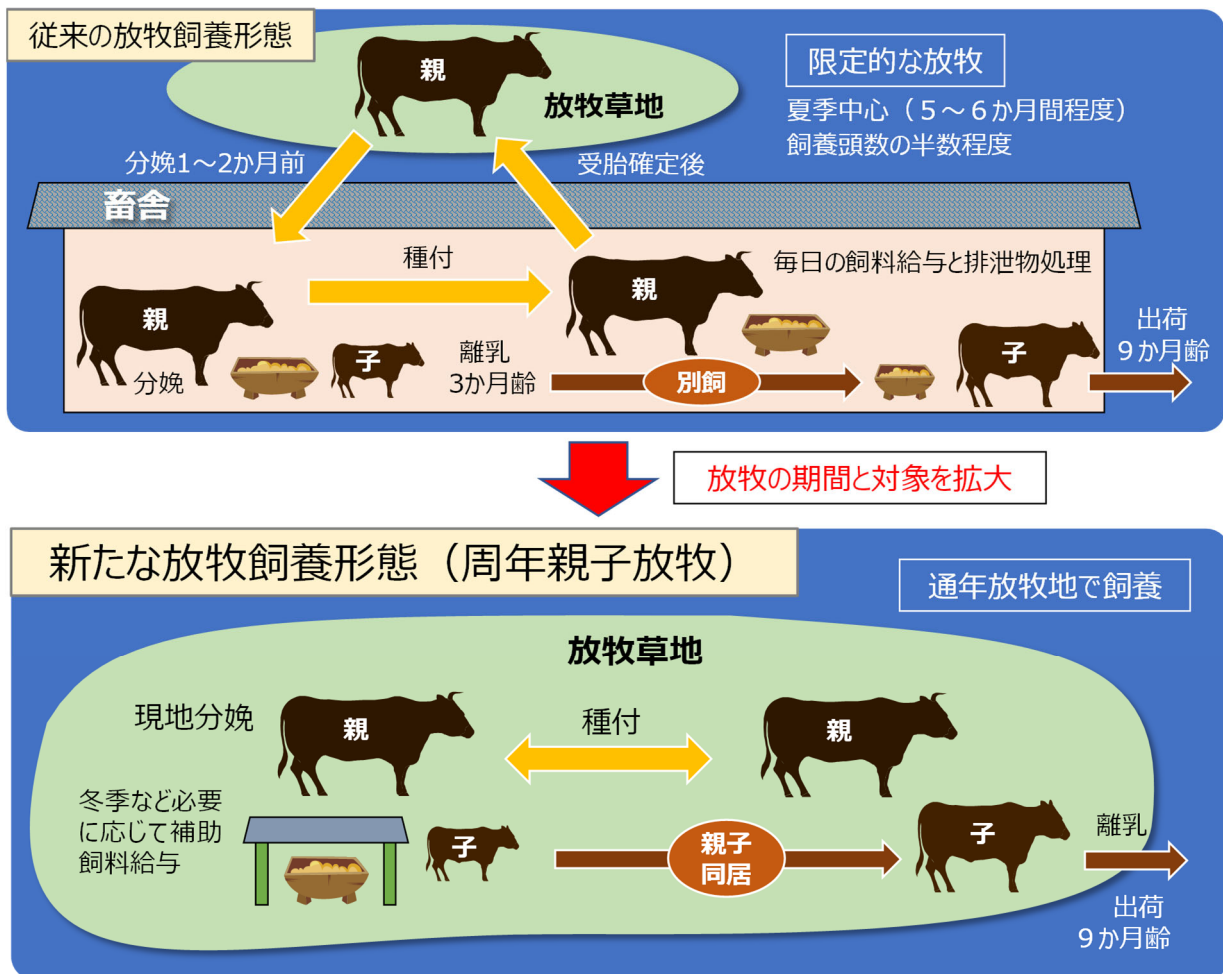 従来の放牧飼養形態
親
放牧草地
限定的な放牧
夏季中心（５～６か月間程度）
飼養頭数の半数程度
分娩1～2か月前
受胎確定後
畜舎
種付
毎日の飼料給与と排泄物処理
親
親
分娩
子
離乳
3か月齢
別飼
子
出荷
９か月齢
放牧の期間と対象を拡大
新たな放牧飼養形態（周年親子放牧）
通年放牧地で飼養
放牧草地
現地分娩
親
種付
親
冬季など必要
に応じて補助
飼料給与
子
親子
同居
子
離乳
出荷
９か月齢